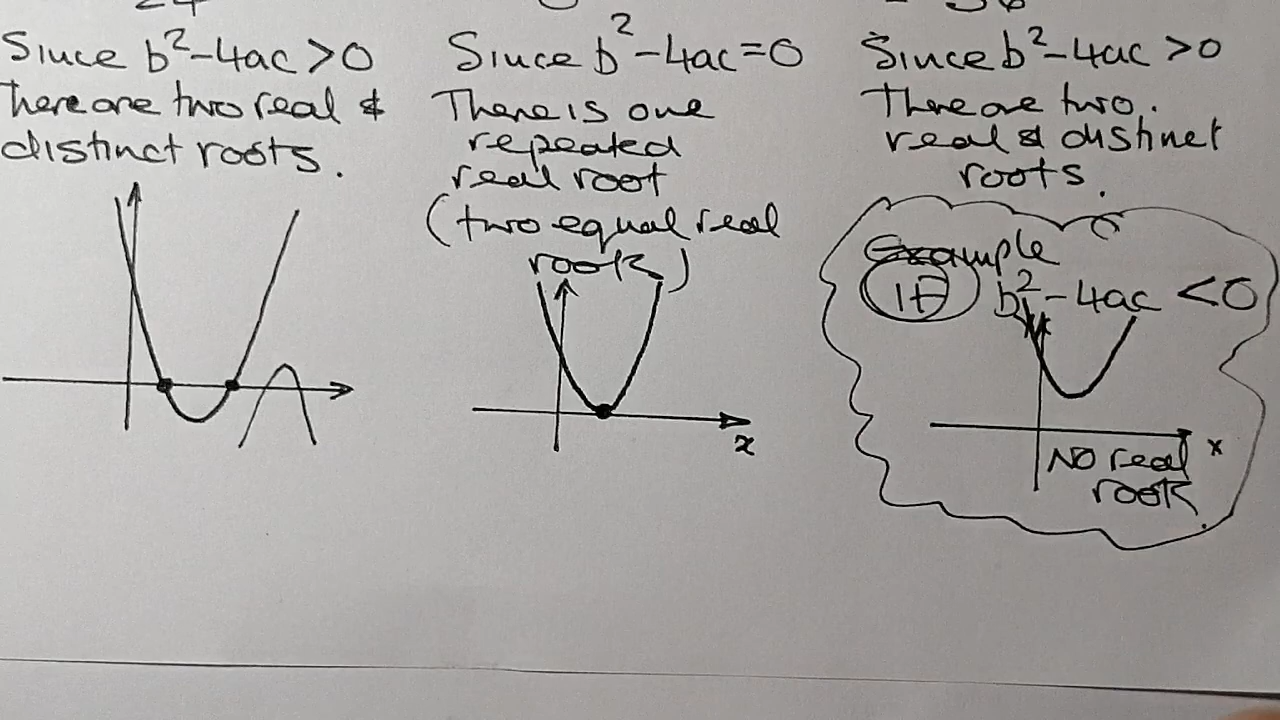 Since b²-4ac>0
There are two real &
distinct roots.
Since b²-4ac=0
There is one
repeated
real root
(two equal real
roots)
x
Since b²-4ac>0
There are two.
real & distinct
roots.
Example
If b²-4ac <0
x
NO real
roots.